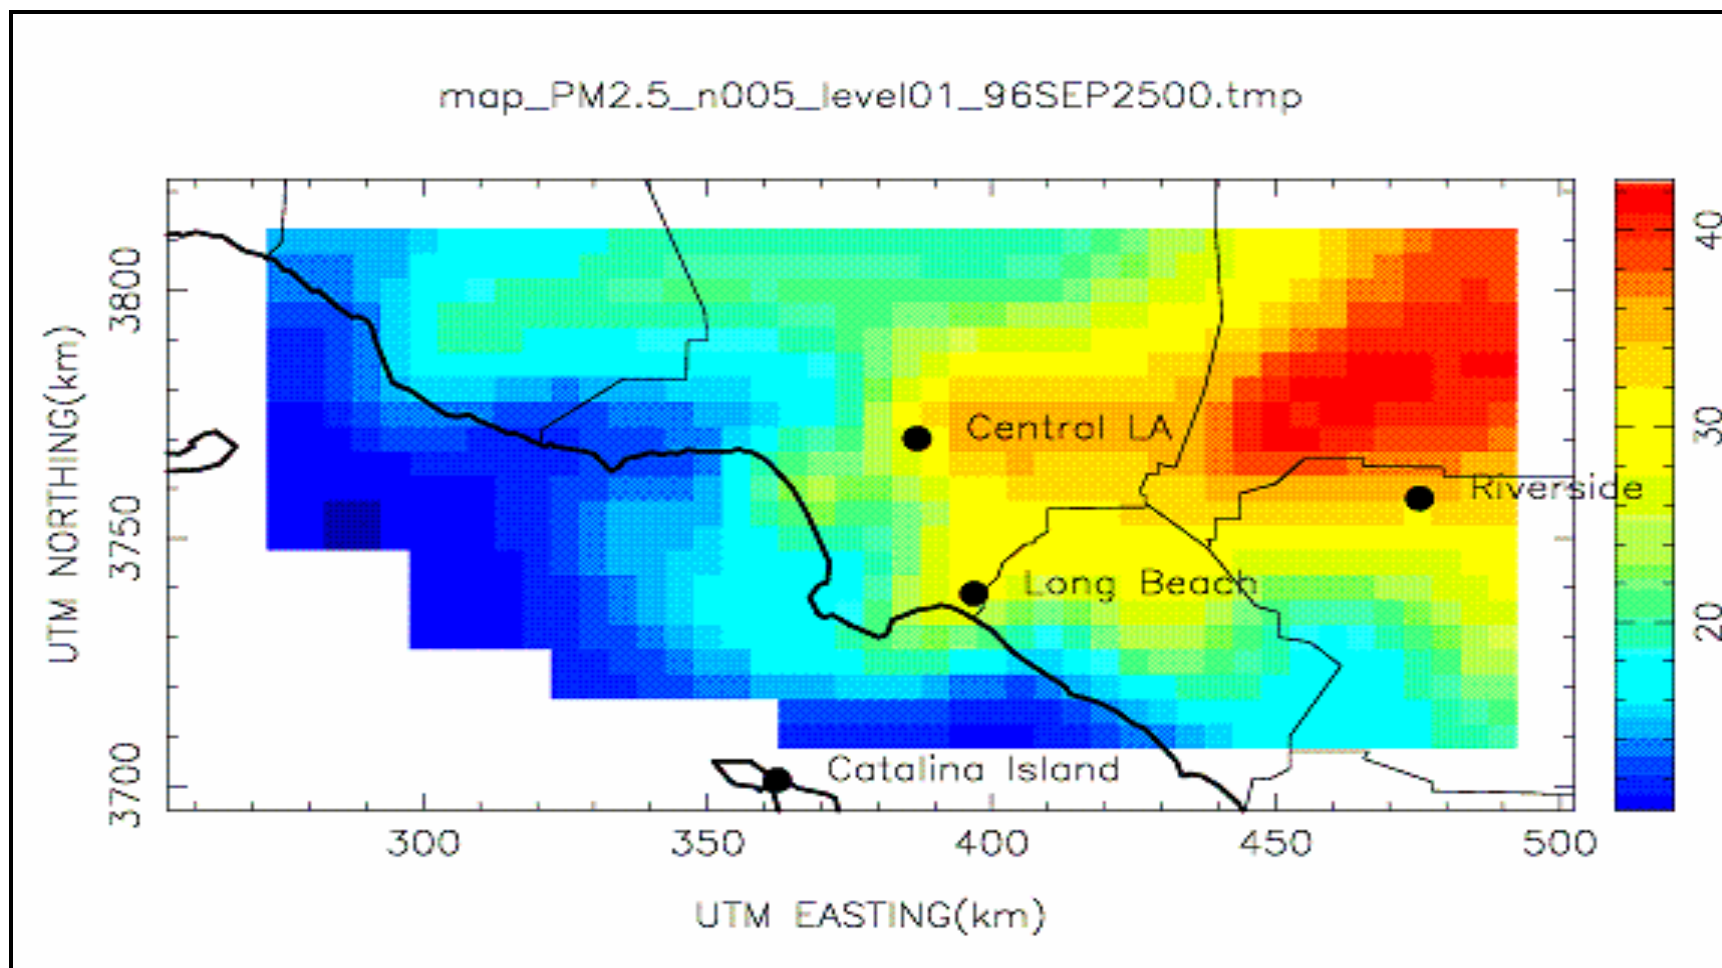 map_PM2.5_n005_level01_96SEP2500.tmp
UTM NORTHING(km)
3800
3750
3700
Central LA
Riverside
Long Beach
Catalina Island
40
30
20
300 350 400 450 500
UTM EASTING(km)